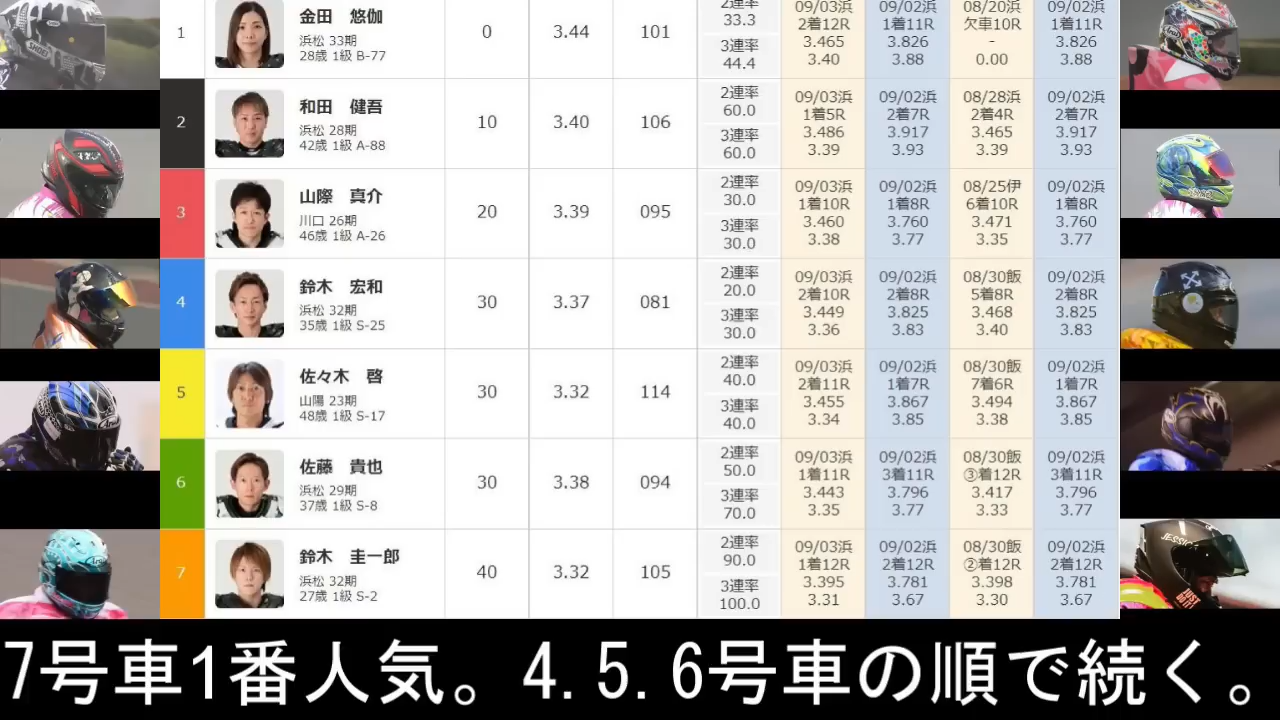 2連率 09/03浜 09/02浜 08/20浜 09/02浜
1 金田 悠伽 0 3.44 101 33.3 2着12R 1着11R 欠車10R 1着11R
浜松 33期 3連率 3.465 3.826 - 3.826
28歳 1級 B-77 44.4 3.40 3.88 0.00 3.88
2連率 09/03浜 09/02浜 08/28浜 09/02浜
2 和田 健吾 10 3.40 106 60.0 1着5R 2着7R 2着4R 2着7R
浜松 28期 3連率 3.486 3.917 3.465 3.917
42歳 1級 A-88 60.0 3.39 3.93 3.39 3.93
2連率 09/03浜 09/02浜 08/25伊 09/02浜
3 山際 真介 20 3.39 095 30.0 1着10R 1着8R 6着10R 1着8R
川口 26期 3連率 3.460 3.760 3.471 3.760
46歳 1級 A-26 30.0 3.38 3.77 3.35 3.77
2連率 09/03浜 09/02浜 08/30飯 09/02浜
4 鈴木 宏和 30 3.37 081 20.0 2着10R 2着8R 5着8R 2着8R
浜松 32期 3連率 3.449 3.825 3.468 3.825
35歳 1級 S-25 30.0 3.36 3.83 3.40 3.83
2連率 09/03浜 09/02浜 08/30飯 09/02浜
5 佐々木 啓 30 3.32 114 40.0 2着11R 1着7R 7着6R 1着7R
山陽 23期 3連率 3.455 3.867 3.494 3.867
48歳 1級 S-17 40.0 3.34 3.85 3.38 3.85
2連率 09/03浜 09/02浜 08/30飯 09/02浜
6 佐藤 貴也 30 3.38 094 50.0 1着11R 3着11R ③着12R 3着11R
浜松 29期 3連率 3.443 3.796 3.417 3.796
37歳 1級 S-8 70.0 3.35 3.77 3.33 3.77
2連率 09/03浜 09/02浜 08/30飯 09/02浜
7 鈴木 圭一郎 40 3.32 105 90.0 1着12R 2着12R ②着12R 2着12R
浜松 32期 3連率 3.395 3.781 3.398 3.781
27歳 1級 S-2 100.0 3.31 3.67 3.30 3.67
7号車1番人気。4.5.6号車の順で続く。